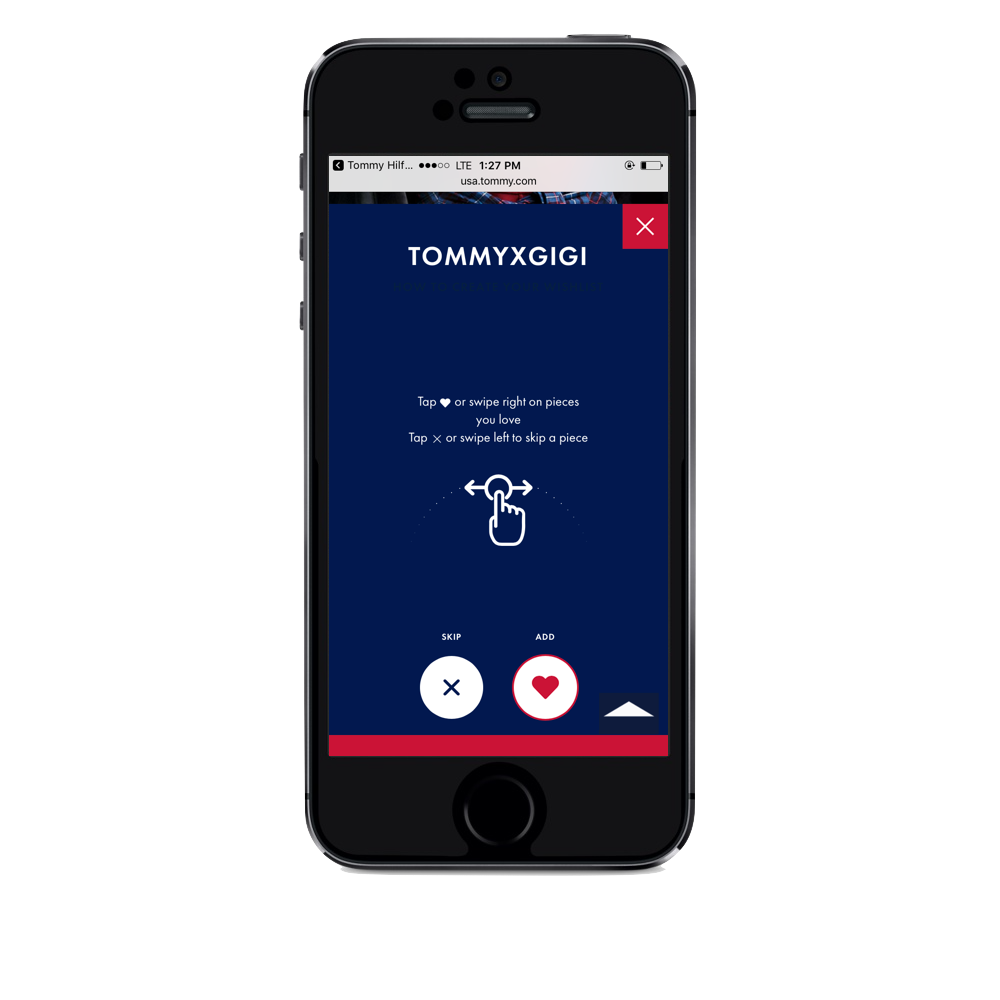 Tommy Hilf... LTE 1:27 PM
usa.tommy.com
TOMMYXGIGI
Tap ♥ or swipe right on pieces
you love
Tap × or swipe left to skip a piece
SKIP ADD